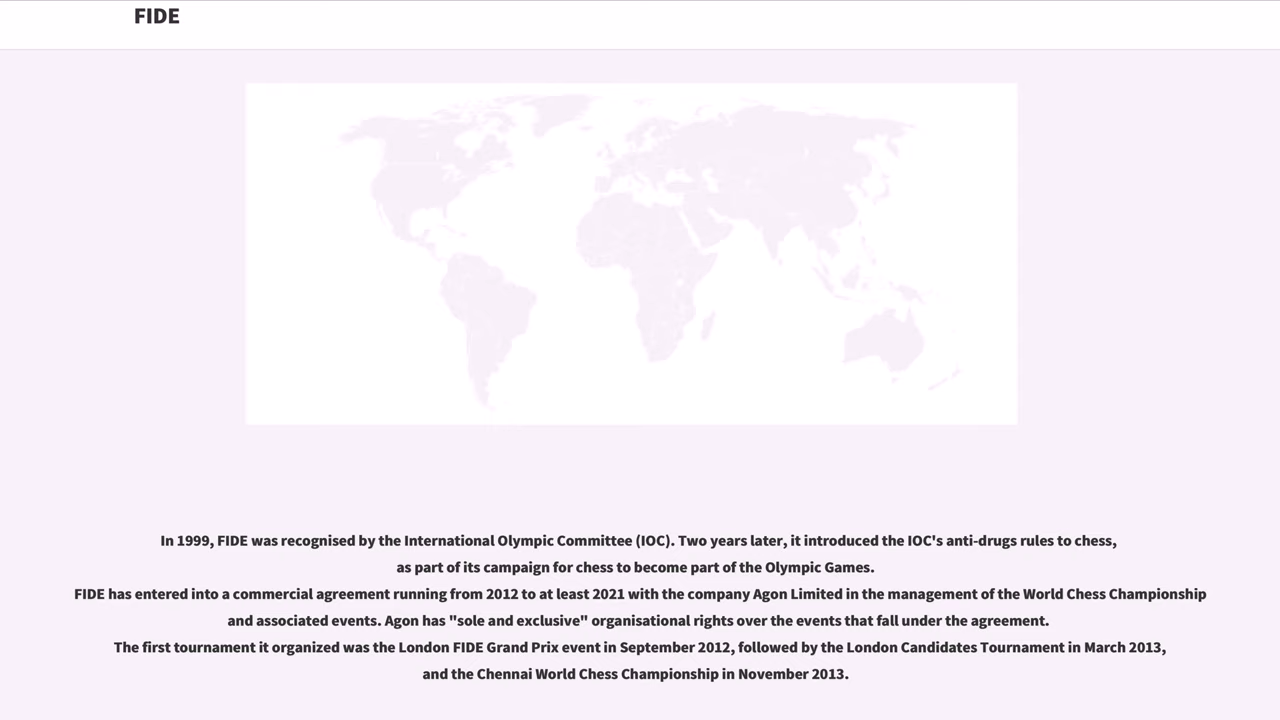 FIDE
In 1999, FIDE was recognised by the International Olympic Committee (IOC). Two years later, it introduced the IOC's anti-drugs rules to chess,
as part of its campaign for chess to become part of the Olympic Games.
FIDE has entered into a commercial agreement running from 2012 to at least 2021 with the company Agon Limited in the management of the World Chess Championship
and associated events. Agon has "sole and exclusive" organisational rights over the events that fall under the agreement.
The first tournament it organized was the London FIDE Grand Prix event in September 2012, followed by the London Candidates Tournament in March 2013,
and the Chennai World Chess Championship in November 2013.